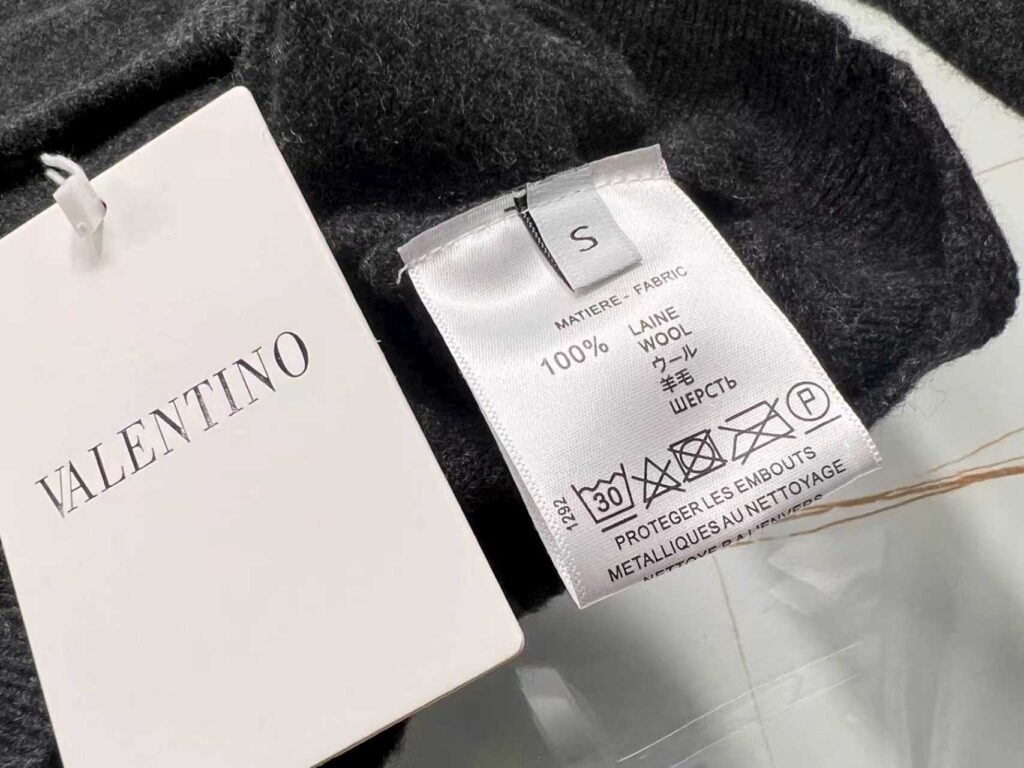 VALENTINO
S
MATIERE - FABRIC
100% LAINE
WOOL
ウール
羊毛
ШЕРСТЬ
30
P
1292
PROTEGER LES EMBOUTS
METALLIQUES AU NETTOYAGE